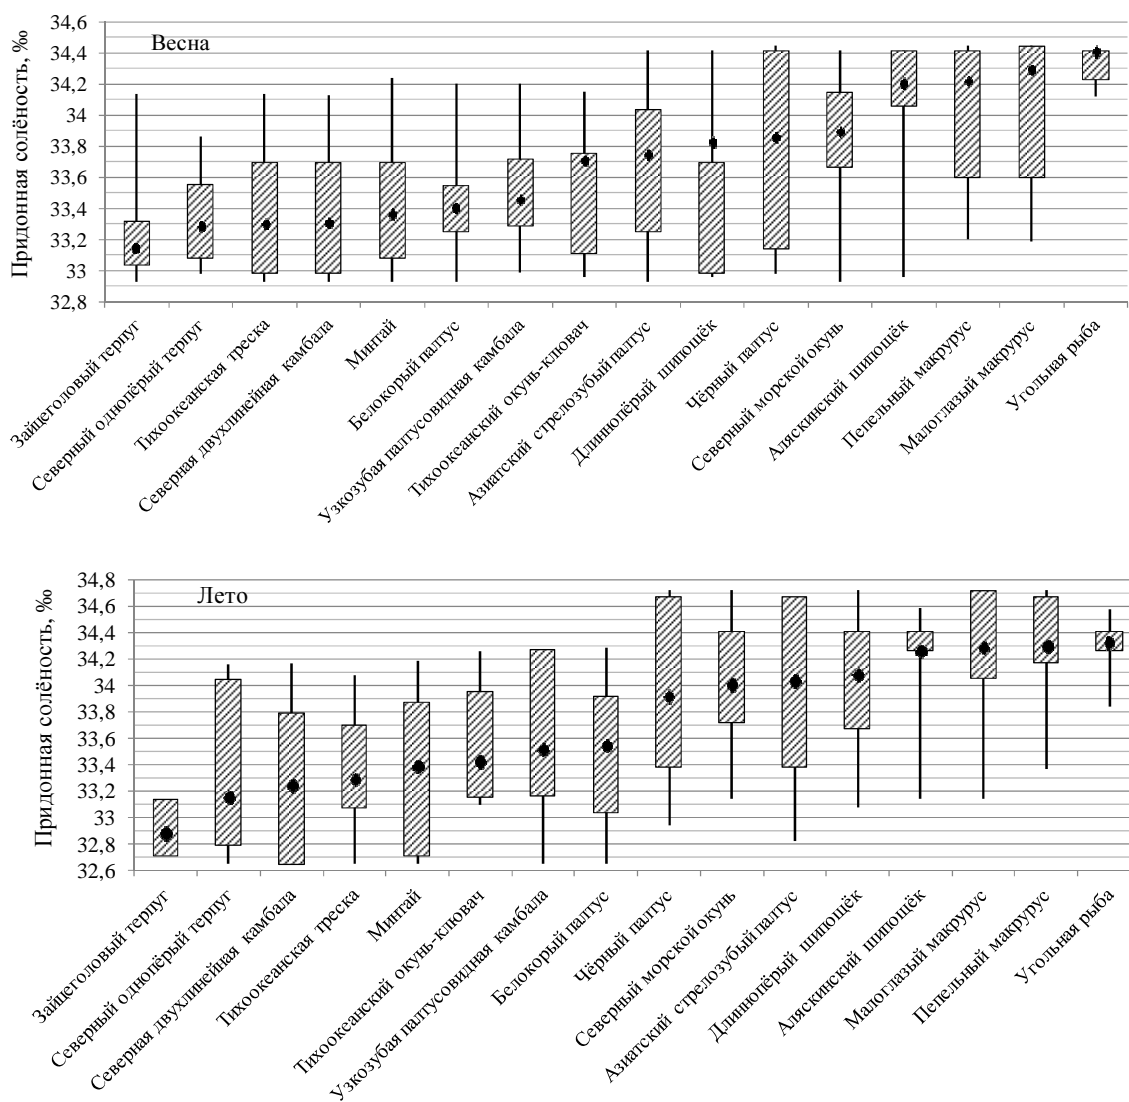 Весна
Придонная солёность, ‰
34,6
34,4
34,2
34
33,8
33,6
33,4
33,2
33
32,8
Зайцеголовый терпуг
Северный однопёрый терпуг
Тихоокеанская треска
Северная двухлинейная камбала
Минтай
Белокорый палтус
Узкозубая палтусовидная камбала
Тихоокеанский окунь-клювач
Азиатский стрелозубый палтус
Длиннопёрый шипощёк
Чёрный палтус
Северный морской окунь
Аляскинский шипощёк
Пепельный макрурус
Малоглазый макрурус
Угольная рыба
Лето
Придонная солёность, ‰
34,8
34,6
34,4
34,2
34
33,8
33,6
33,4
33,2
33
32,8
32,6
Зайцеголовый терпуг
Северный однопёрый терпуг
Северная двухлинейная камбала
Тихоокеанская треска
Минтай
Тихоокеанский окунь-клювач
Узкозубая палтусовидная камбала
Белокорый палтус
Чёрный палтус
Северный морской окунь
Азиатский стрелозубый палтус
Длиннопёрый шипощёк
Аляскинский шипощёк
Малоглазый макрурус
Пепельный макрурус
Угольная рыба